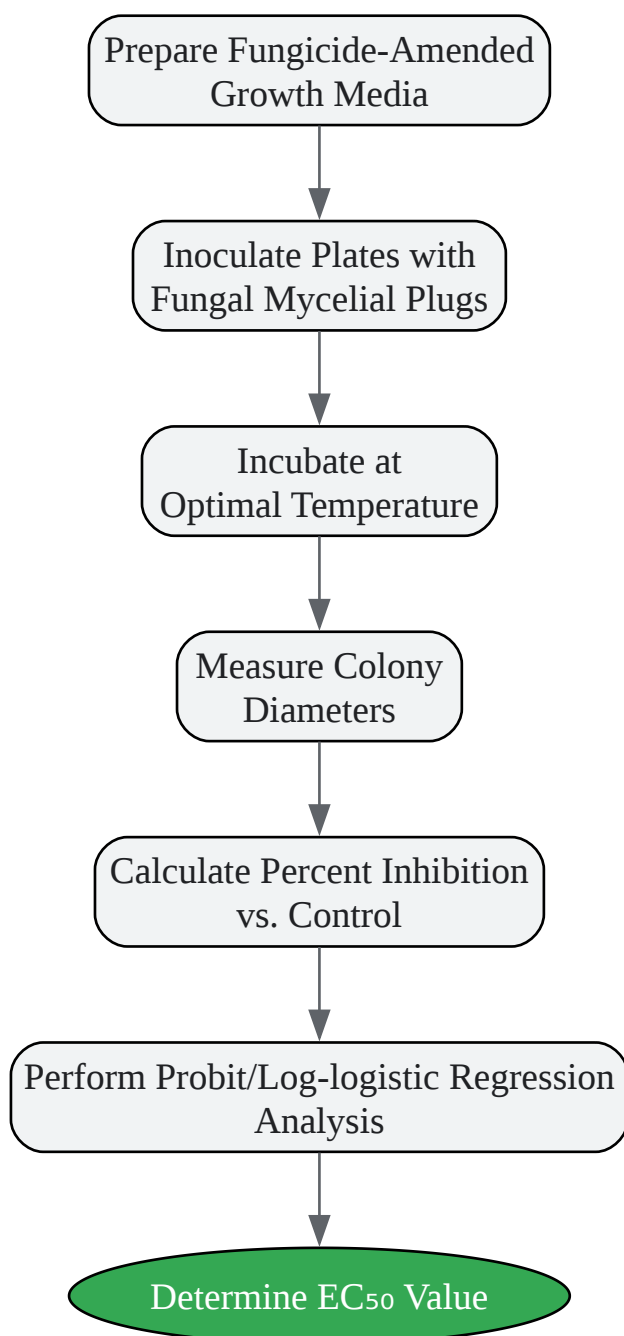 Prepare Fungicide-Amended
Growth Media
Inoculate Plates with
Fungal Mycelial Plugs
Incubate at
Optimal Temperature
Measure Colony
Diameters
Calculate Percent Inhibition
vs. Control
Perform Probit/Log-logistic Regression
Analysis
Determine EC₅₀ Value